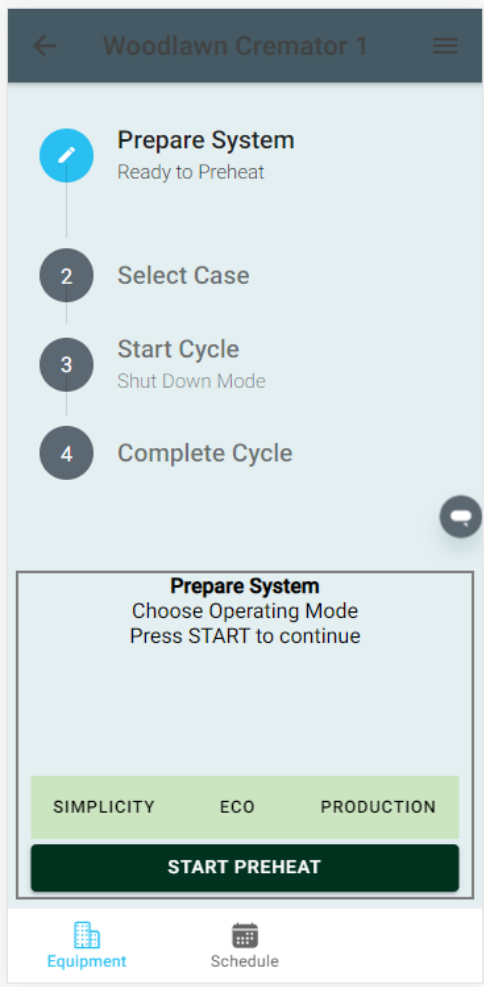 Woodlawn Cremator 1
Prepare System
Ready to Preheat
2
Select Case
3
Start Cycle
Shut Down Mode
4
Complete Cycle
Prepare System
Choose Operating Mode
Press START to continue
SIMPLICITY ECO PRODUCTION
START PREHEAT
Equipment Schedule